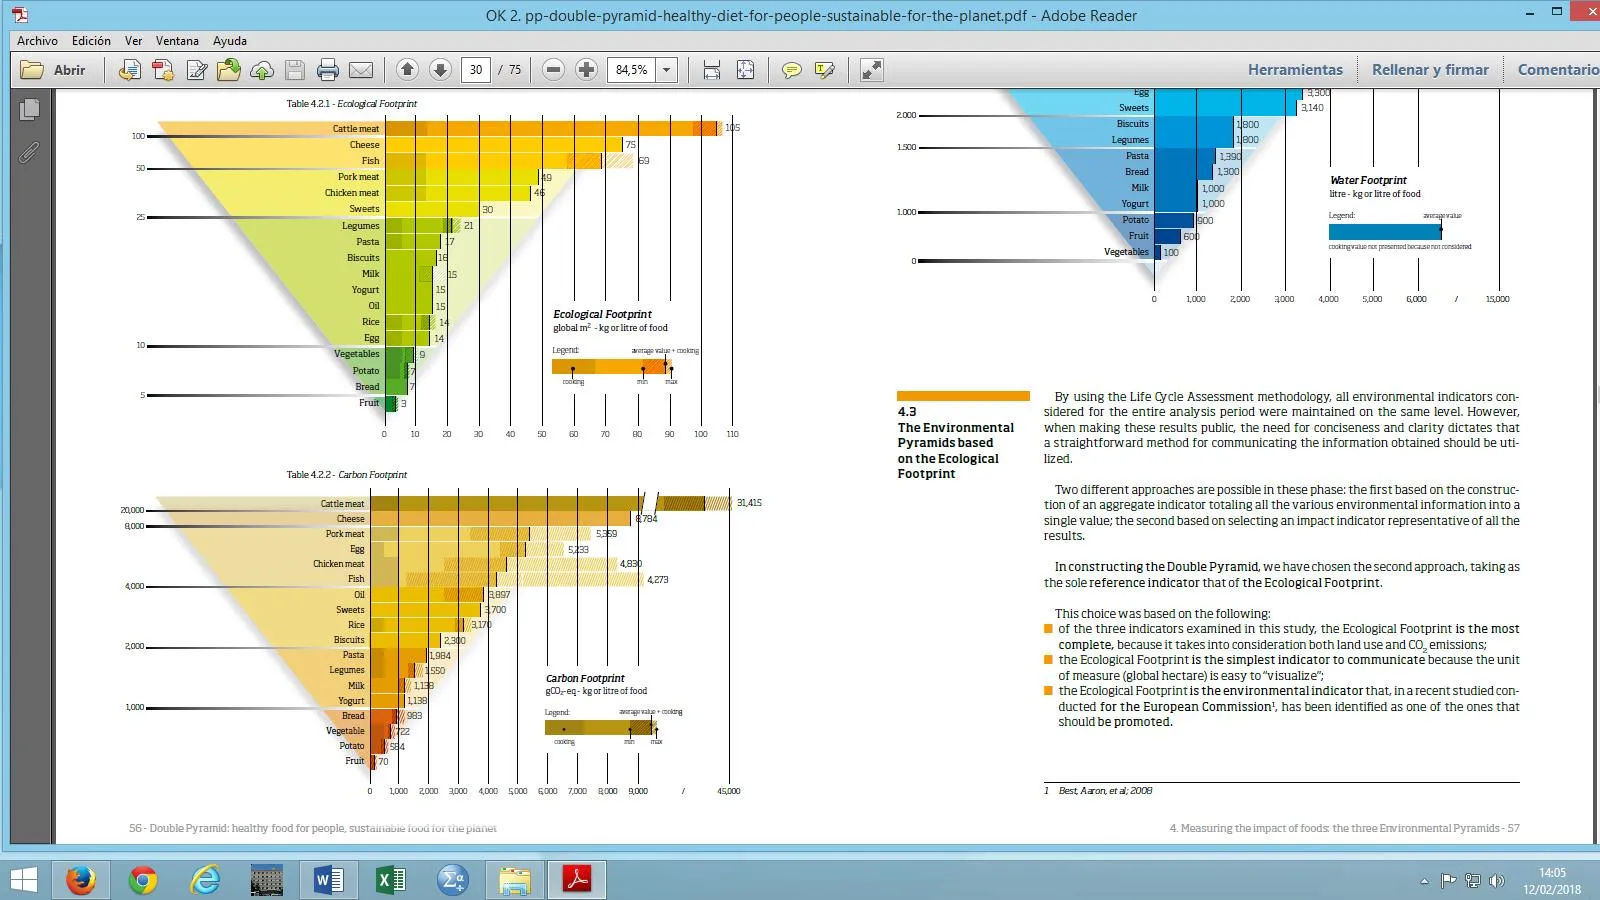 OK 2. pp-double-pyramid-healthy-diet-for-people-sustainable-for-the-planet.pdf - Adobe Reader
Archivo Edición Ver Ventana Ayuda
Abrir 30 / 75 84,5% Herramientas Rellenar y firmar Comentario
Table 4.2.1 - Ecological Footprint
100
50
25
10
5
Cattle meat 105
Cheese 75
Fish 69
Pork meat 49
Chicken meat 46
Sweets 30
Legumes 21
Pasta 17
Biscuits 16
Milk 15
Yogurt 15
Oil 15
Rice 14
Egg 14
Vegetables 9
Potato 7
Bread 7
Fruit 3
0 10 20 30 40 50 60 70 80 90 100 110
Ecological Footprint
global m² - kg or litre of food
Legend: average value + cooking
cooking min max
Table 4.2.2 - Carbon Footprint
20,000
8,000
4,000
2,000
1,000
Cattle meat 31,415
Cheese 8,784
Pork meat 5,359
Egg 5,233
Chicken meat 4,830
Fish 4,273
Oil 3,897
Sweets 3,700
Rice 3,170
Biscuits 2,300
Pasta 1,984
Legumes 1,550
Milk 1,138
Yogurt 1,138
Bread 983
Vegetable 722
Potato 584
Fruit 70
0 1,000 2,000 3,000 4,000 5,000 6,000 7,000 8,000 9,000 / 45,000
Carbon Footprint
gCO₂-eq - kg or litre of food
Legend: average value + cooking
cooking min max
56 - Double Pyramid: healthy food for people, sustainable food for the planet
2.000
1.500
1.000
0
Egg 3,300
Sweets 3,140
Biscuits 1,800
Legumes 1,800
Pasta 1,390
Bread 1,300
Milk 1,000
Yogurt 1,000
Potato 900
Fruit 600
Vegetables 100
0 1,000 2,000 3,000 4,000 5,000 6,000 / 15,000
Water Footprint
litre - kg or litre of food
Legend: average value
cooking value not presented because not considered
4.3
The Environmental
Pyramids based
on the Ecological
Footprint
By using the Life Cycle Assessment methodology, all environmental indicators con-
sidered for the entire analysis period were maintained on the same level. However,
when making these results public, the need for conciseness and clarity dictates that
a straightforward method for communicating the information obtained should be uti-
lized.
Two different approaches are possible in these phase: the first based on the construc-
tion of an aggregate indicator totaling all the various environmental information into a
single value; the second based on selecting an impact indicator representative of all the
results.
In constructing the Double Pyramid, we have chosen the second approach, taking as
the sole reference indicator that of the Ecological Footprint.
This choice was based on the following:
of the three indicators examined in this study, the Ecological Footprint is the most
complete, because it takes into consideration both land use and CO₂ emissions;
the Ecological Footprint is the simplest indicator to communicate because the unit
of measure (global hectare) is easy to “visualize”;
the Ecological Footprint is the environmental indicator that, in a recent studied con-
ducted for the European Commission¹, has been identified as one of the ones that
should be promoted.
1 Best, Aaron, et al; 2008
4. Measuring the impact of foods: the three Environmental Pyramids - 57
14:05
12/02/2018